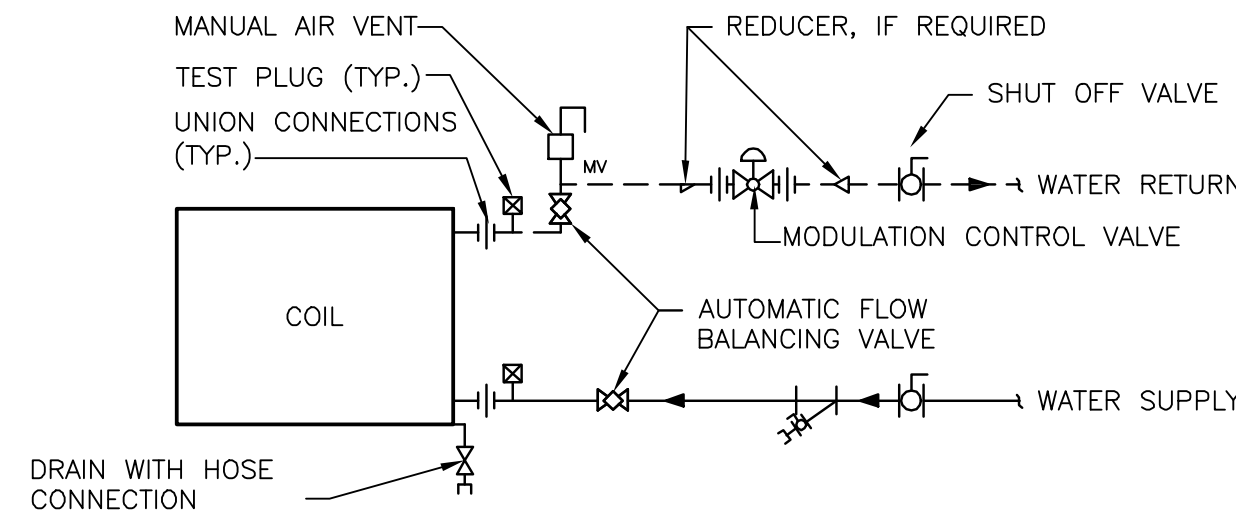 MANUAL AIR VENT
REDUCER, IF REQUIRED
TEST PLUG (TYP.)
SHUT OFF VALVE
UNION CONNECTIONS
(TYP.)
MV
WATER RETURN
MODULATION CONTROL VALVE
COIL
AUTOMATIC FLOW
BALANCING VALVE
WATER SUPPLY
DRAIN WITH HOSE
CONNECTION